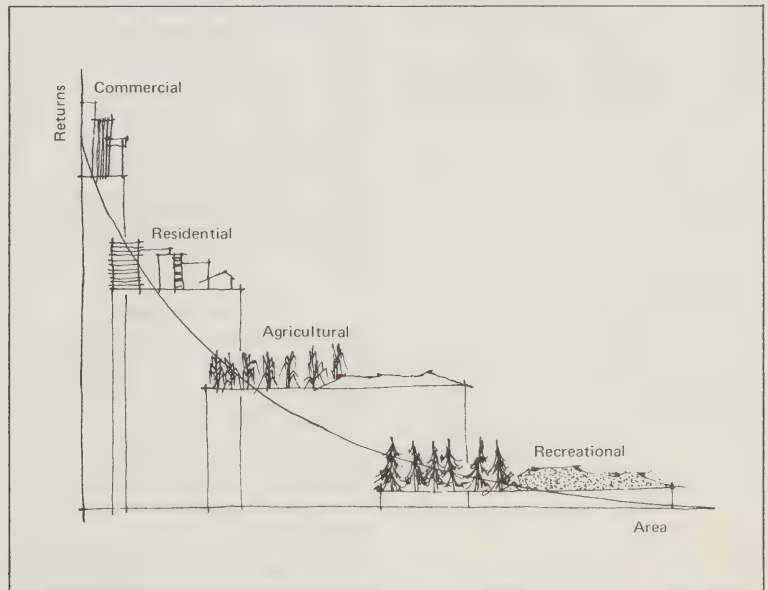 Commercial
Returns
Residential
Agricultural
Recreational
Area